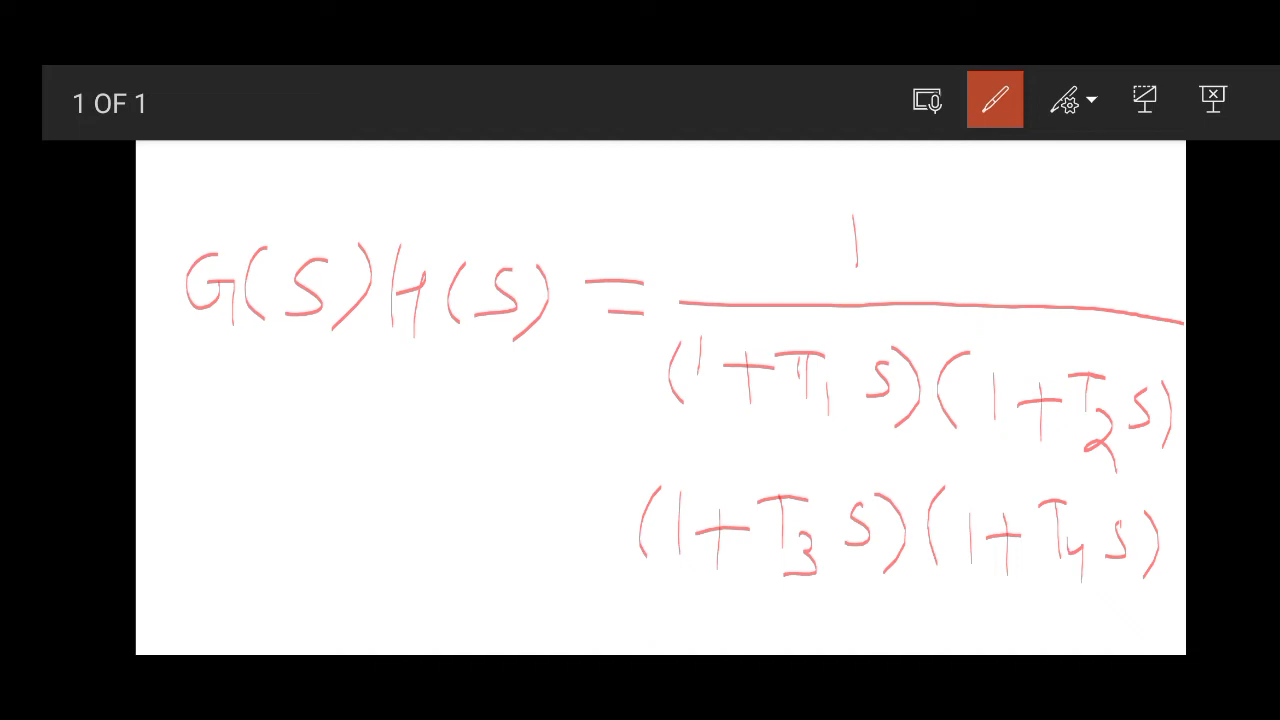 1 OF 1
G(S)H(S) = 1
(1+T1 s)(1+T2 s)
(1+T3 s)(1+T4 s)